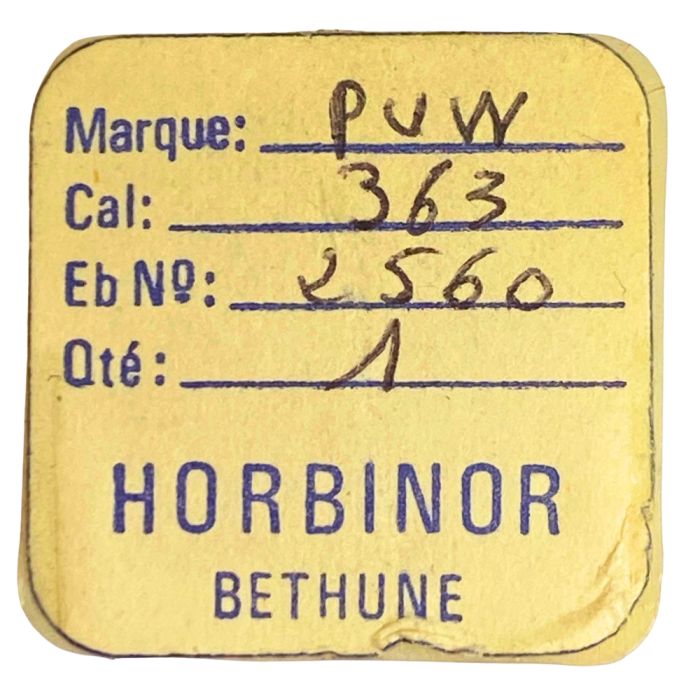 Marque: PUW
Cal: 363
Eb Nº: 2560
Qté: 1
HORBINOR
BETHUNE